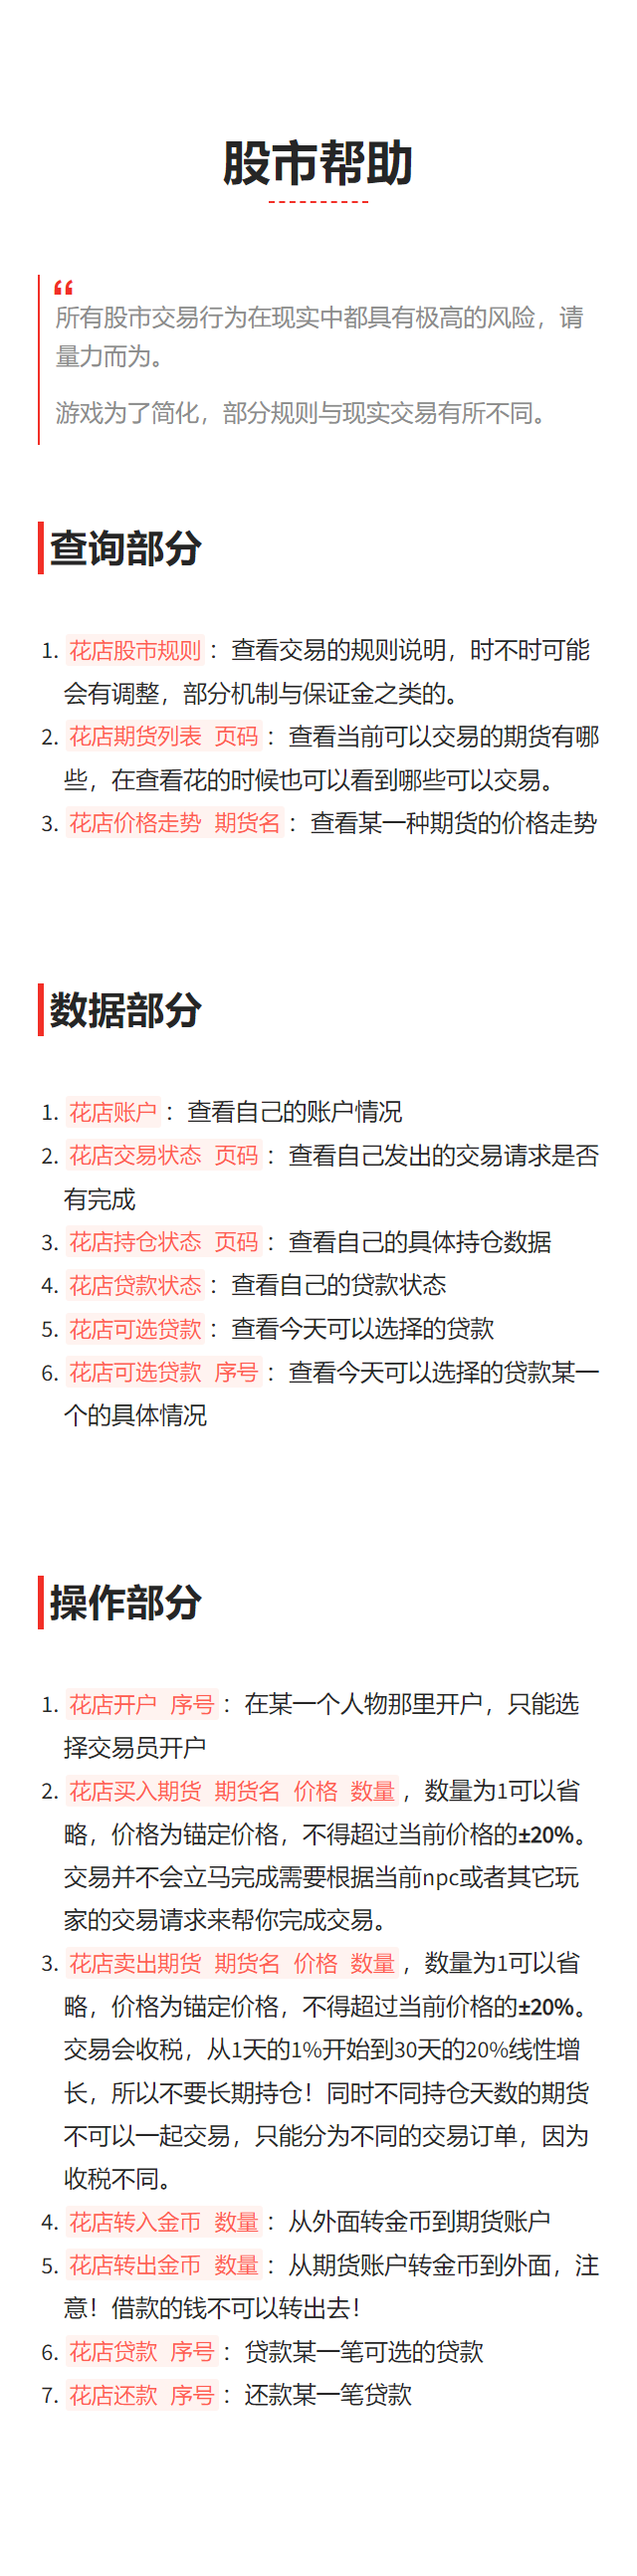 股市帮助
“
所有股市交易行为在现实中都具有极高的风险，请
量力而为。
游戏为了简化，部分规则与现实交易有所不同。
查询部分
1. 花店股市规则 ：查看交易的规则说明，时不时可能
会有调整，部分机制与保证金之类的。
2. 花店期货列表 页码 ：查看当前可以交易的期货有哪
些，在查看花的时候也可以看到哪些可以交易。
3. 花店价格走势 期货名 ：查看某一种期货的价格走势
数据部分
1. 花店账户 ：查看自己的账户情况
2. 花店交易状态 页码 ：查看自己发出的交易请求是否
有完成
3. 花店持仓状态 页码 ：查看自己的具体持仓数据
4. 花店贷款状态 ：查看自己的贷款状态
5. 花店可选贷款 ：查看今天可以选择的贷款
6. 花店可选贷款 序号 ：查看今天可以选择的贷款某一
个的具体情况
操作部分
1. 花店开户 序号 ：在某一个人物那里开户，只能选
择交易员开户
2. 花店买入期货 期货名 价格 数量 ，数量为1可以省
略，价格为锚定价格，不得超过当前价格的±20%。
交易并不会立马完成需要根据当前npc或者其它玩
家的交易请求来帮你完成交易。
3. 花店卖出期货 期货名 价格 数量 ，数量为1可以省
略，价格为锚定价格，不得超过当前价格的±20%。
交易会收税，从1天的1%开始到30天的20%线性增
长，所以不要长期持仓！同时不同持仓天数的期货
不可以一起交易，只能分为不同的交易订单，因为
收税不同。
4. 花店转入金币 数量 ：从外面转金币到期货账户
5. 花店转出金币 数量 ：从期货账户转金币到外面，注
意！借款的钱不可以转出去！
6. 花店贷款 序号 ：贷款某一笔可选的贷款
7. 花店还款 序号 ：还款某一笔贷款